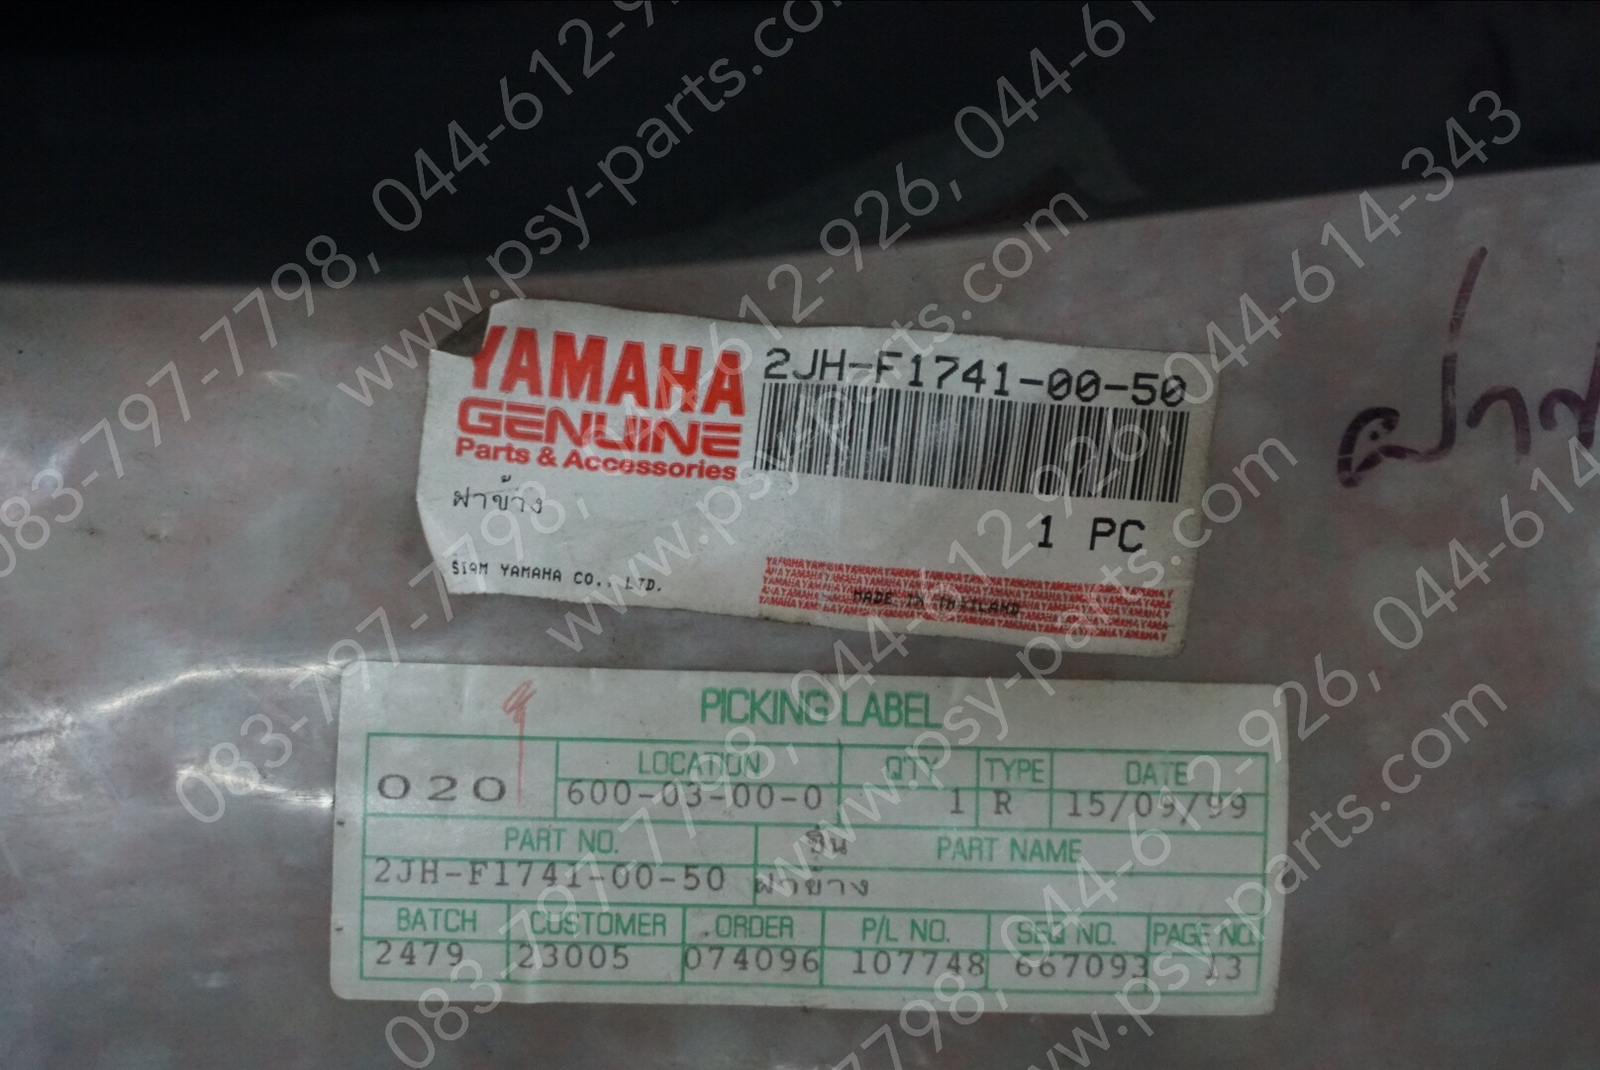 YAMAHA
GENUINE
Parts & Accessories
2JH-F1741-00-50
ฝาข้าง
1 PC
SIAM YAMAHA CO., LTD.
MADE IN THAILAND
PICKING LABEL
020
LOCATION Q'TY TYPE DATE
600-03-00-0 1 R 15/09/99
PART NO. ชิ้น PART NAME
2JH-F1741-00-50 ฝาข้าง
BATCH CUSTOMER ORDER P/L NO. SEQ NO. PAGE NO.
2479 23005 074096 107748 667093 13
083-797-7798, 044-612-926, 044-614-343
www.psy-parts.com